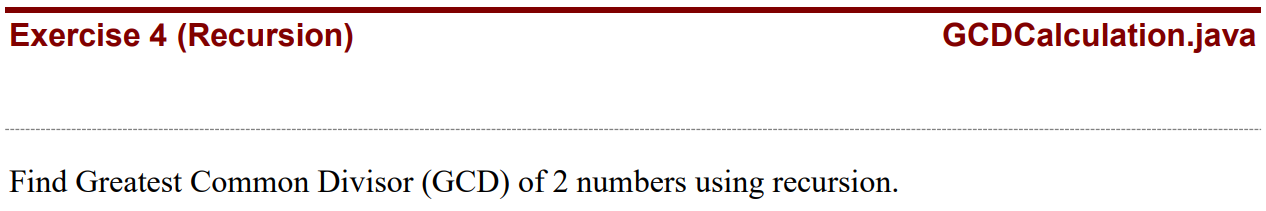 Exercise 4 (Recursion) GCDCalculation.java
Find Greatest Common Divisor (GCD) of 2 numbers using recursion.